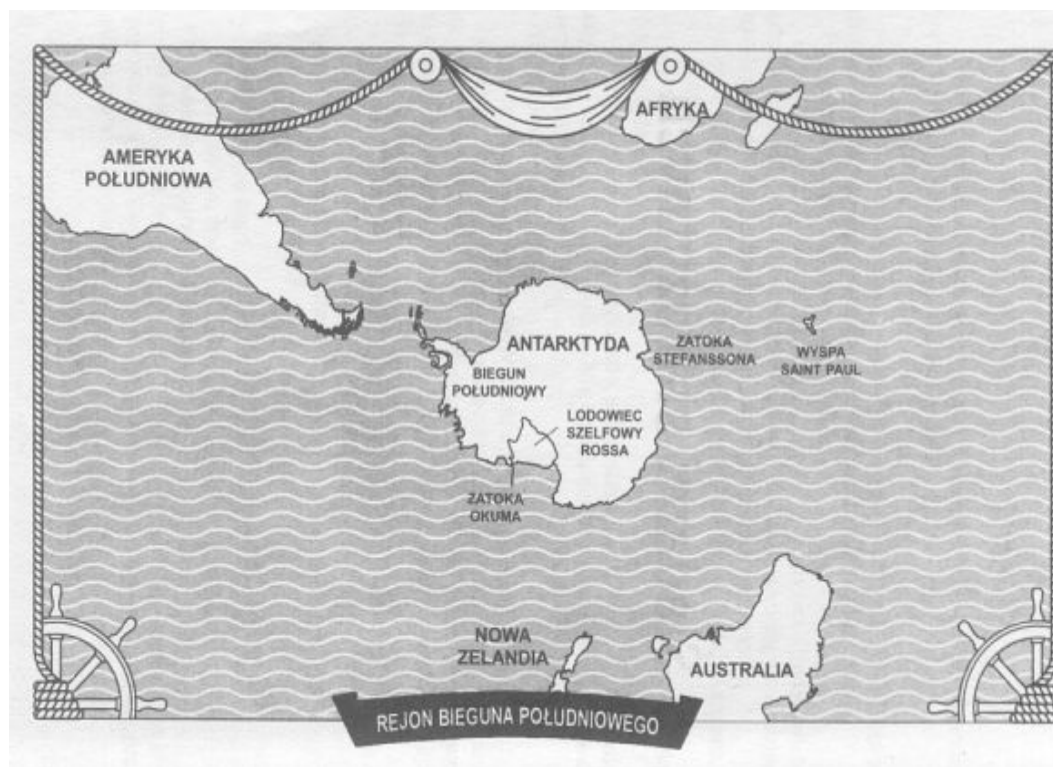 AFRYKA
AMERYKA
POŁUDNIOWA
ANTARKTYDA
ZATOKA
STEFANSSONA
WYSPA
SAINT PAUL
BIEGUN
POŁUDNIOWY
LODOWIEC
SZELFOWY
ROSSA
ZATOKA
OKUMA
NOWA
ZELANDIA
AUSTRALIA
REJON BIEGUNA POŁUDNIOWEGO